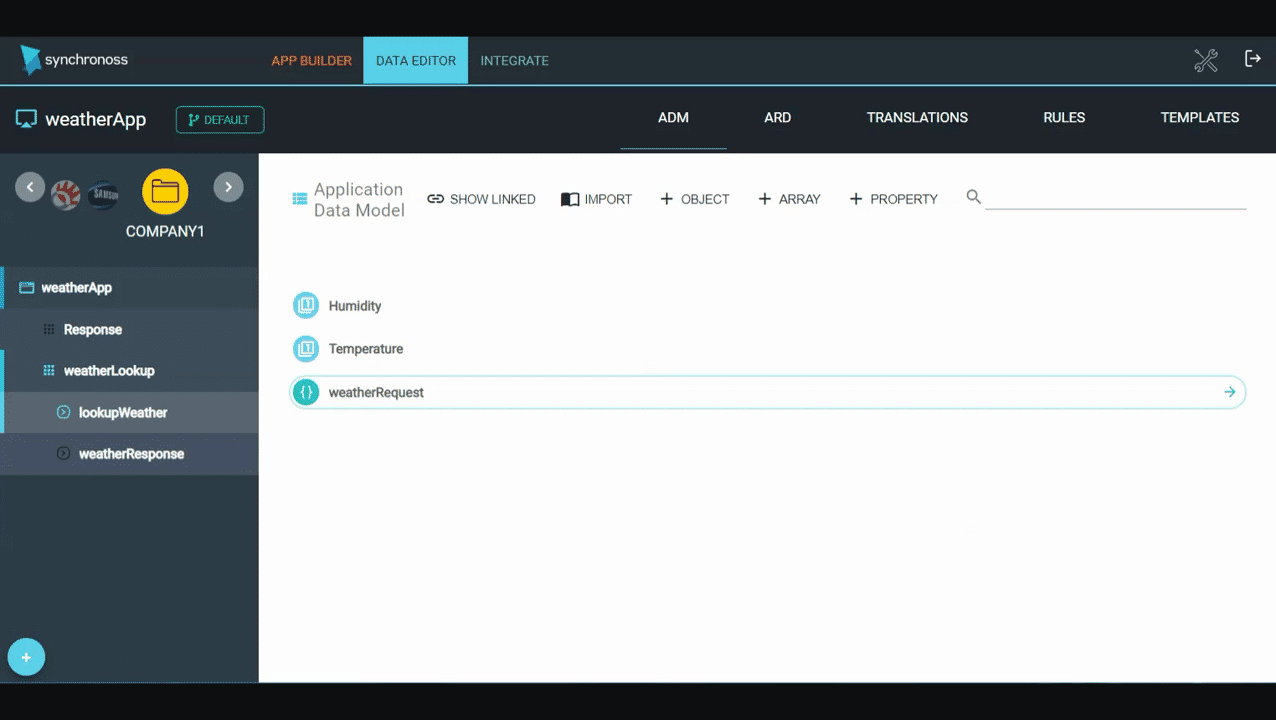 synchronoss
APP BUILDER
DATA EDITOR
INTEGRATE
weatherApp
DEFAULT
ADM
ARD
TRANSLATIONS
RULES
TEMPLATES
SAMSUNG
COMPANY1
weatherApp
Response
weatherLookup
lookupWeather
weatherResponse
Application
Data Model
SHOW LINKED
IMPORT
OBJECT
ARRAY
PROPERTY
Humidity
Temperature
weatherRequest